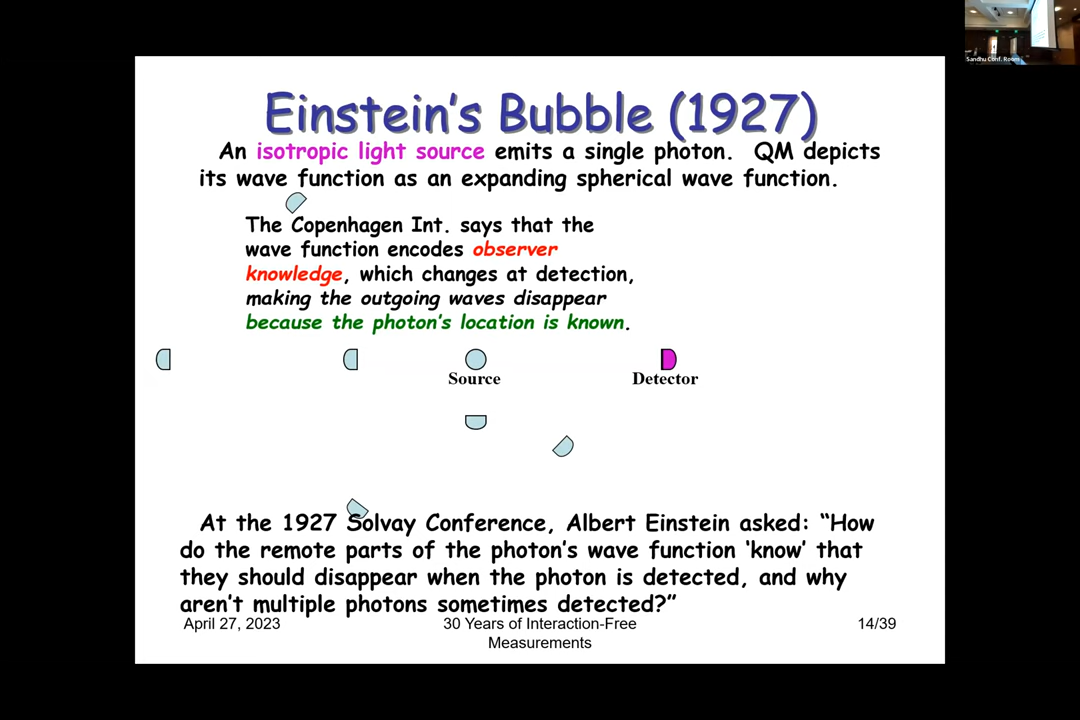 Sandhu Conf. Room
Einstein's Bubble (1927)
An isotropic light source emits a single photon. QM depicts
its wave function as an expanding spherical wave function.
The Copenhagen Int. says that the
wave function encodes observer
knowledge, which changes at detection,
making the outgoing waves disappear
because the photon's location is known.
Source
Detector
At the 1927 Solvay Conference, Albert Einstein asked: “How
do the remote parts of the photon's wave function ‘know’ that
they should disappear when the photon is detected, and why
aren't multiple photons sometimes detected?”
April 27, 2023
30 Years of Interaction-Free
Measurements
14/39